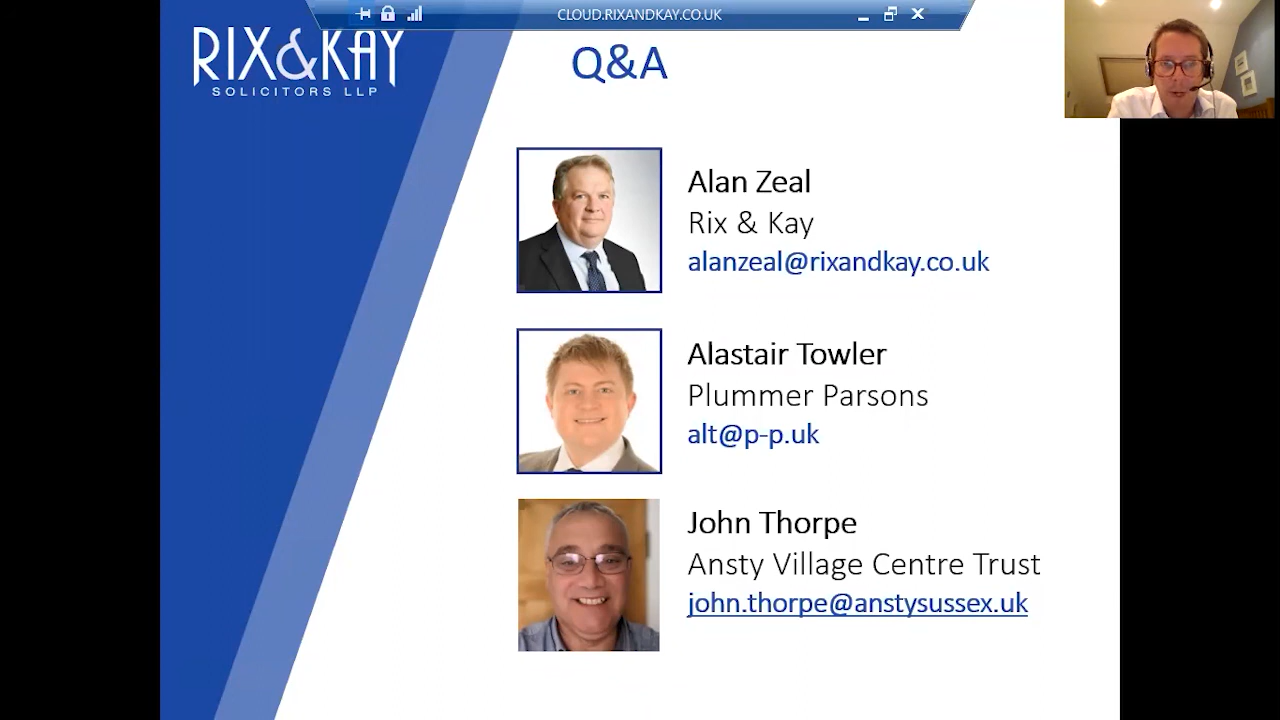 CLOUD.RIXANDKAY.CO.UK
RIX&KAY
SOLICITORS LLP
Q&A
Alan Zeal
Rix & Kay
alanzeal@rixandkay.co.uk
Alastair Towler
Plummer Parsons
alt@p-p.uk
John Thorpe
Ansty Village Centre Trust
john.thorpe@anstysussex.uk